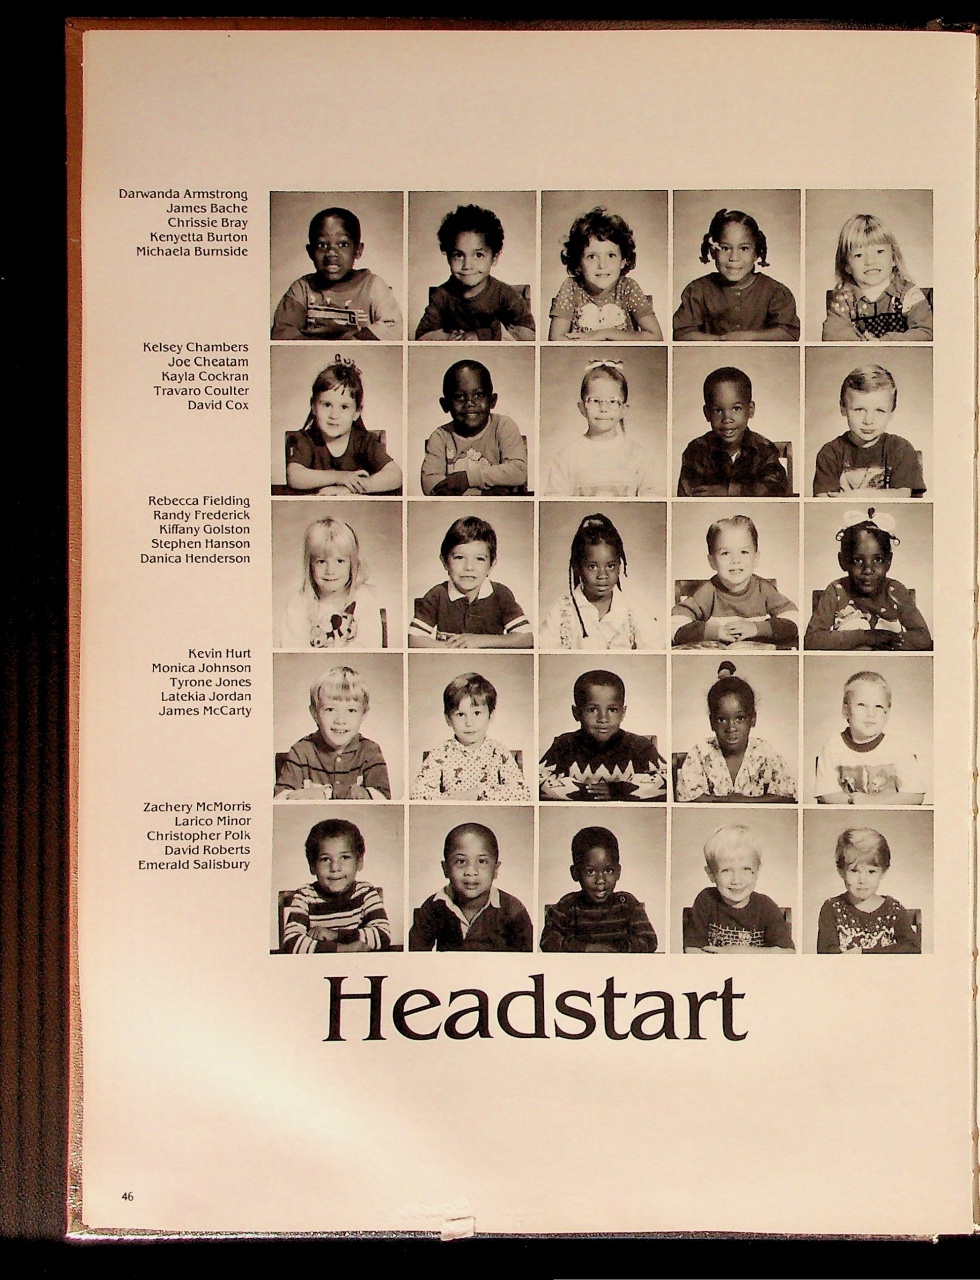 Darwanda Armstrong
James Bache
Chrissie Bray
Kenyetta Burton
Michaela Burnside
Kelsey Chambers
Joe Cheatam
Kayla Cockran
Travaro Coulter
David Cox
Rebecca Fielding
Randy Frederick
Kiffany Golston
Stephen Hanson
Danica Henderson
Kevin Hurt
Monica Johnson
Tyrone Jones
Latekia Jordan
James McCarty
Zachery McMorris
Larico Minor
Christopher Polk
David Roberts
Emerald Salisbury
Headstart
46